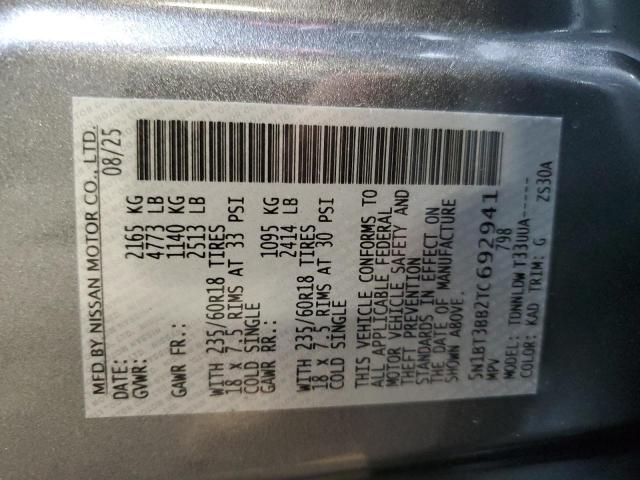 MFD BY NISSAN MOTOR CO., LTD.
DATE: 08/25
GVWR: 2165 KG
4773 LB
GAWR FR.: 1140 KG
2513 LB
WITH 235/60R18 TIRES
18 X 7.5 RIMS AT 33 PSI
COLD SINGLE
GAWR RR.: 1095 KG
2414 LB
WITH 235/60R18 TIRES
18 X 7.5 RIMS AT 30 PSI
COLD SINGLE
THIS VEHICLE CONFORMS TO
ALL APPLICABLE FEDERAL
MOTOR VEHICLE SAFETY AND
THEFT PREVENTION
STANDARDS IN EFFECT ON
THE DATE OF MANUFACTURE
SHOWN ABOVE.
5N1BT3BB2TC692941
MPV 798
MODEL: TDNNLDW T33UUA-----
COLOR: KAD TRIM: G ZS30A